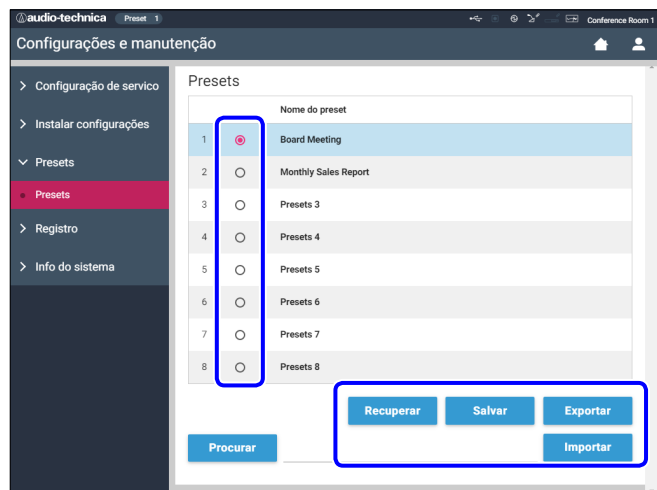 audio-technica Preset 1 Conference Room 1
Configurações e manutenção
Configuração de servico
Instalar configurações
Presets
Presets
Registro
Info do sistema
Presets
Nome do preset
1 Board Meeting
2 Monthly Sales Report
3 Presets 3
4 Presets 4
5 Presets 5
6 Presets 6
7 Presets 7
8 Presets 8
Recuperar Salvar Exportar
Procurar Importar